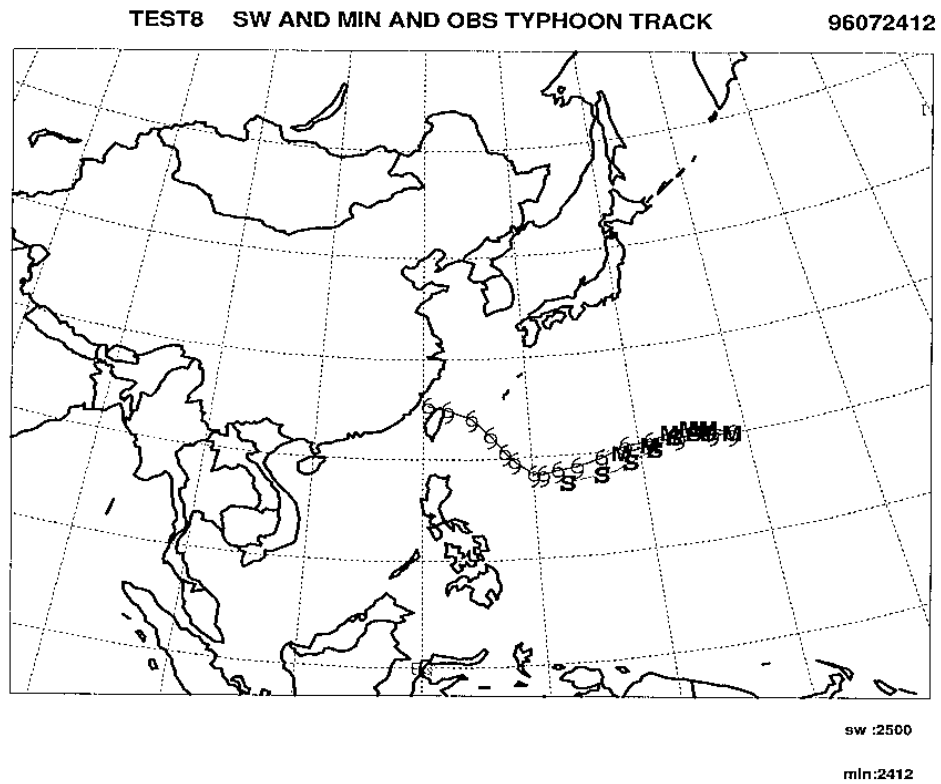 TEST8 SW AND MIN AND OBS TYPHOON TRACK 96072412
M M M M M M
S S S S S
sw :2500
min:2412